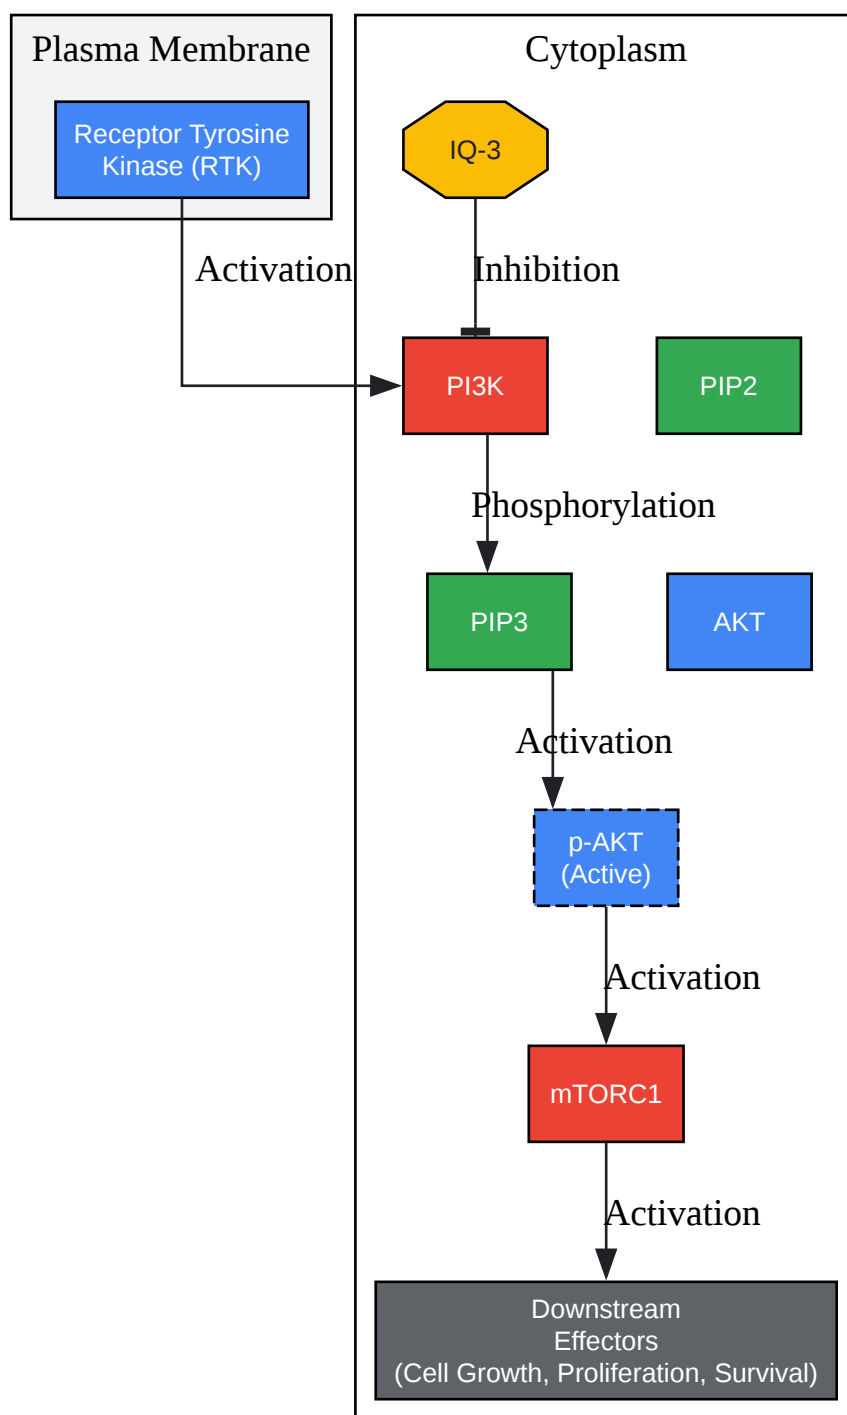 Plasma Membrane
Cytoplasm
Receptor Tyrosine
Kinase (RTK)
IQ-3
Activation
Inhibition
PI3K
PIP2
Phosphorylation
PIP3
AKT
Activation
p-AKT
(Active)
Activation
mTORC1
Activation
Downstream
Effectors
(Cell Growth, Proliferation, Survival)